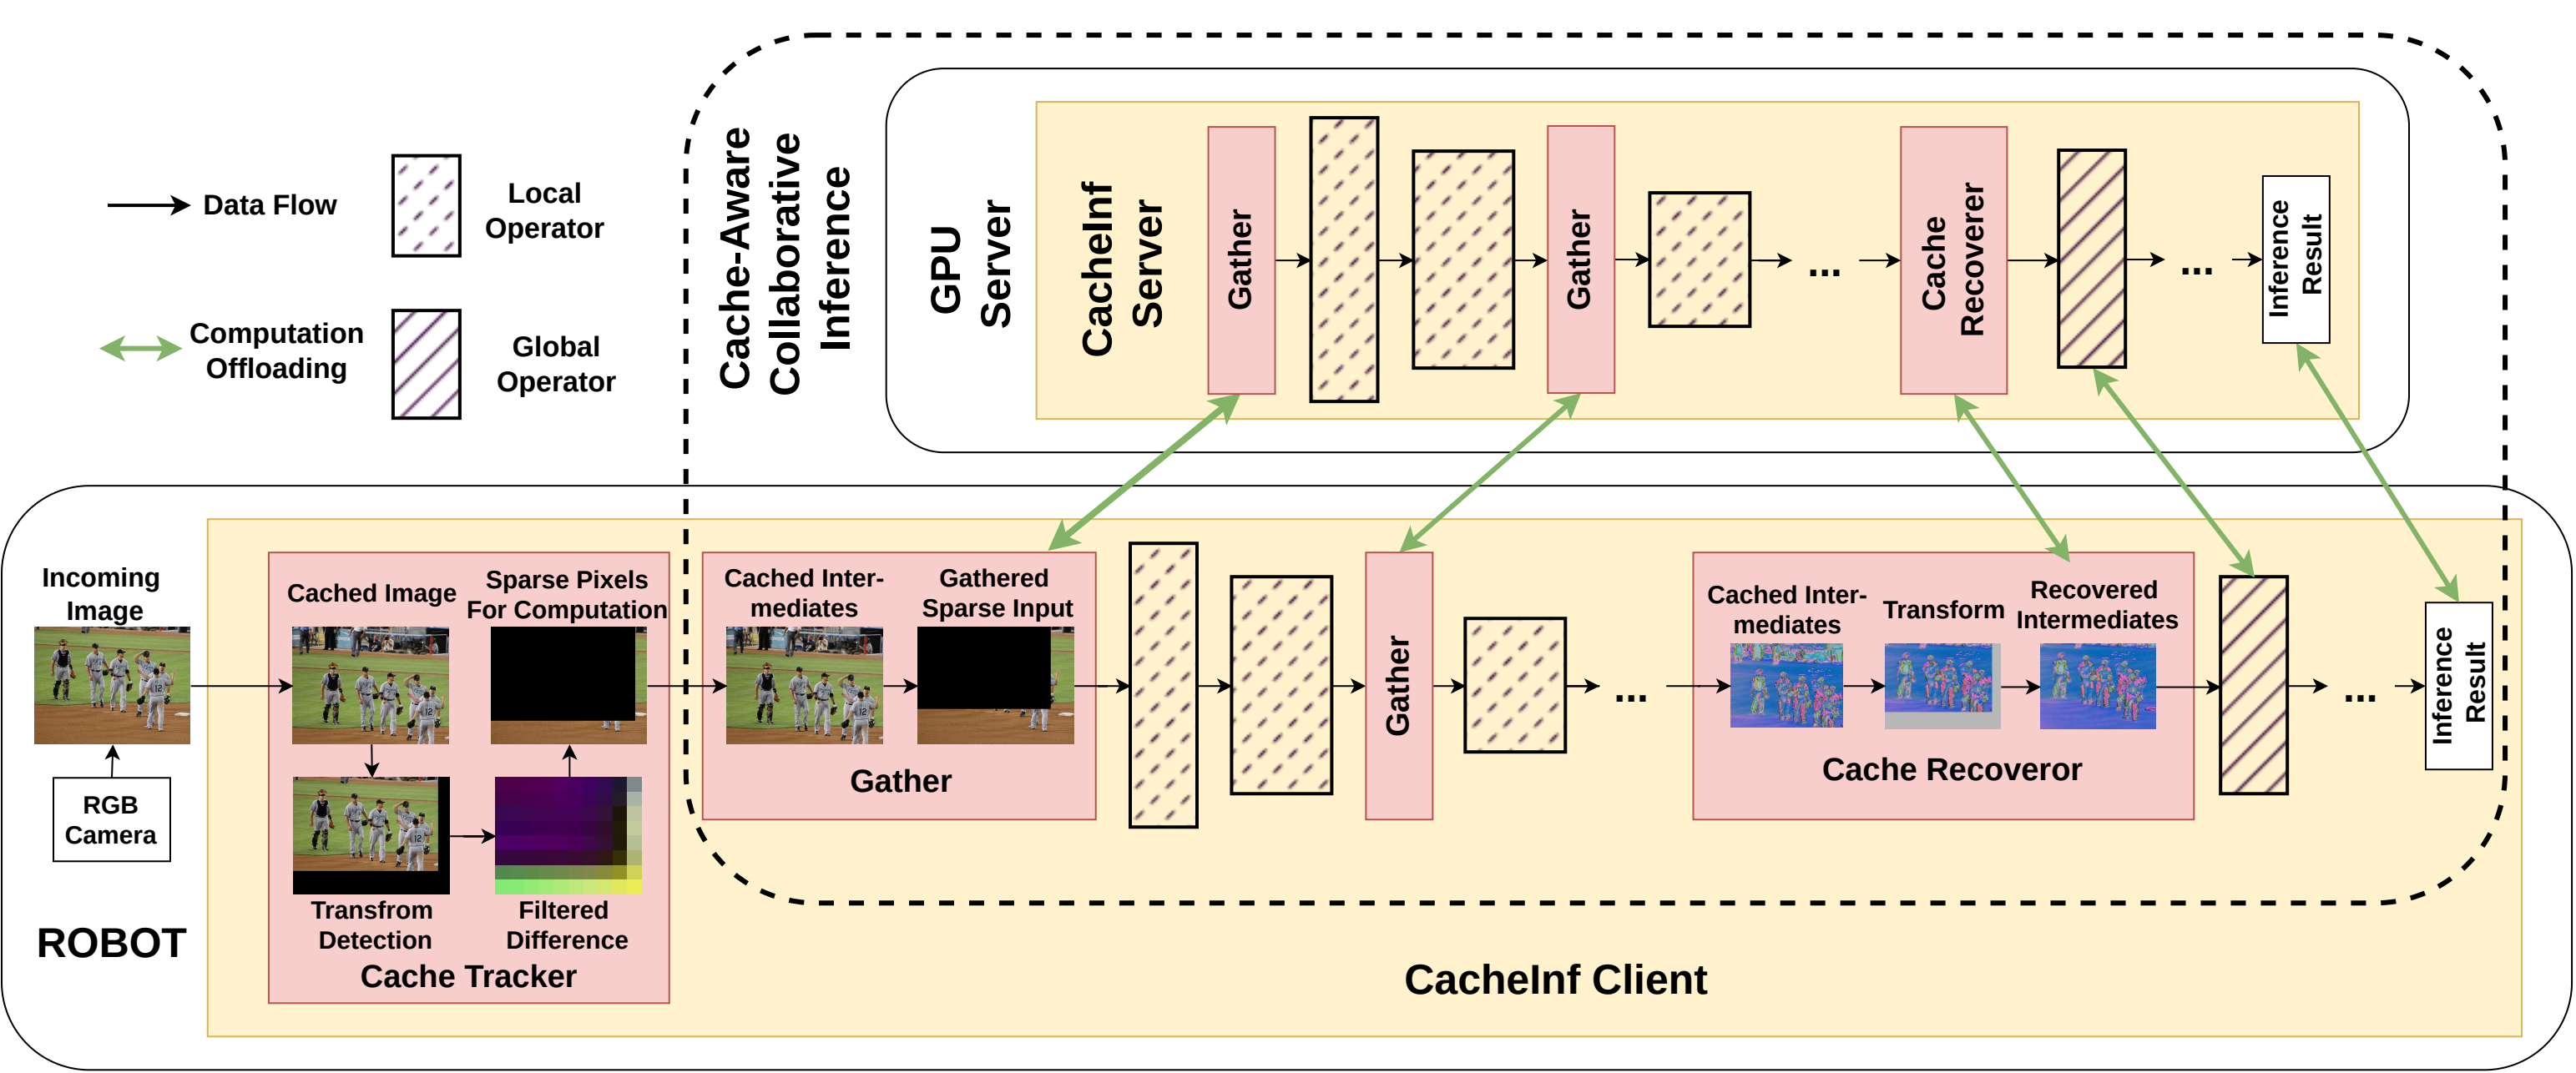 Data Flow
Local
Operator
Computation
Offloading
Global
Operator
Cache-Aware
Collaborative
Inference
GPU
Server
CacheInf
Server
Gather
Gather
...
Cache
Recoverer
...
Inference
Result
Incoming
Image
RGB
Camera
ROBOT
Cached Image
Sparse Pixels
For Computation
Transfrom
Detection
Filtered
Difference
Cache Tracker
Cached Inter-
mediates
Gathered
Sparse Input
Gather
Gather
...
Cached Inter-
mediates
Transform
Recovered
Intermediates
Cache Recoveror
...
Inference
Result
CacheInf Client